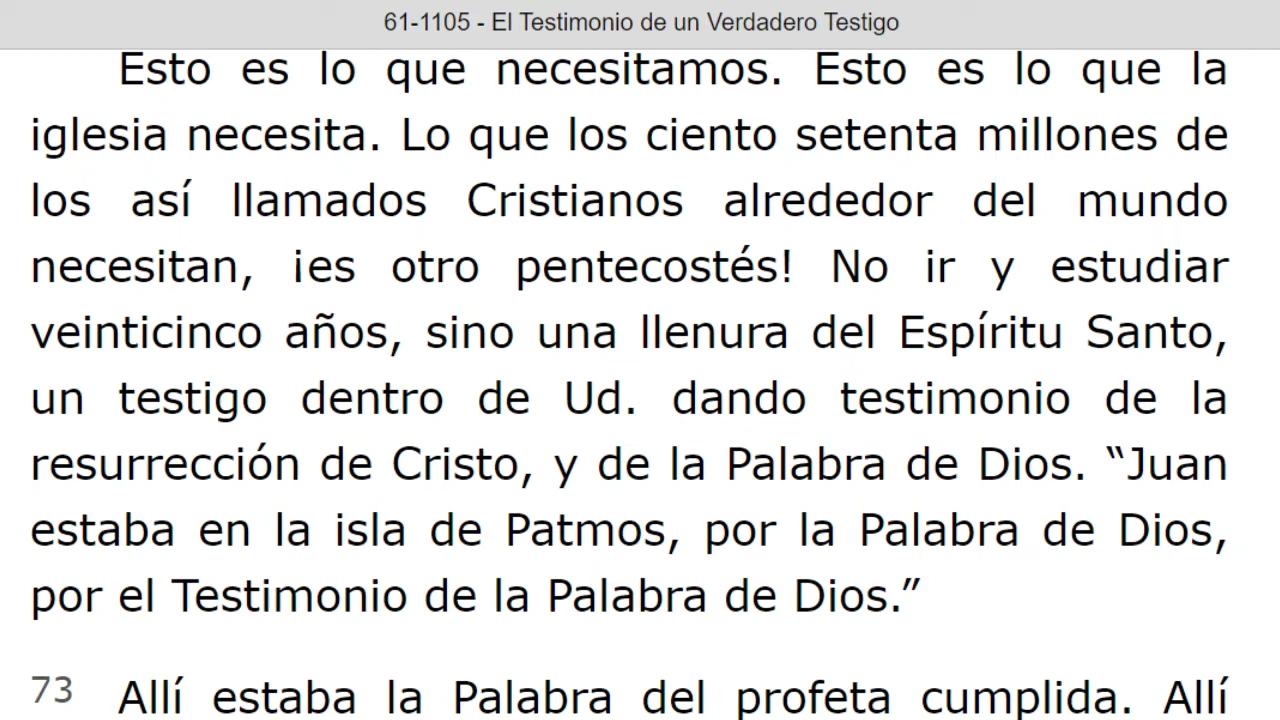 61-1105 - El Testimonio de un Verdadero Testigo
Esto es lo que necesitamos. Esto es lo que la
iglesia necesita. Lo que los ciento setenta millones de
los así llamados Cristianos alrededor del mundo
necesitan, ¡es otro pentecostés! No ir y estudiar
veinticinco años, sino una llenura del Espíritu Santo,
un testigo dentro de Ud. dando testimonio de la
resurrección de Cristo, y de la Palabra de Dios. “Juan
estaba en la isla de Patmos, por la Palabra de Dios,
por el Testimonio de la Palabra de Dios.”
73 Allí estaba la Palabra del profeta cumplida. Allí